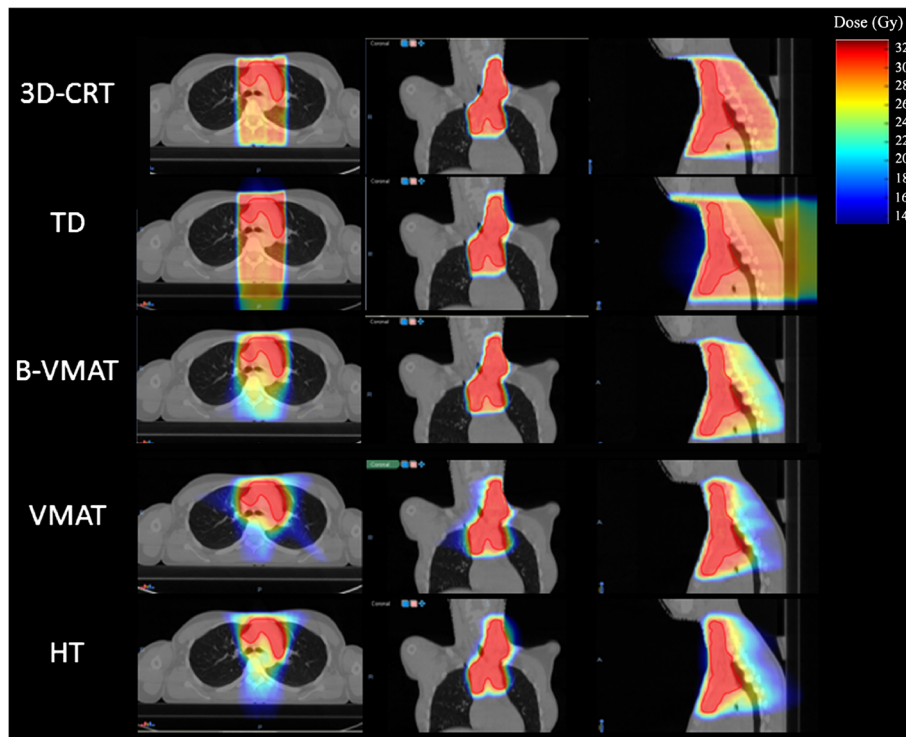 Dose (Gy)
32
30
28
26
24
22
20
18
16
14
3D-CRT
Coronal
TD
Coronal
B-VMAT
Coronal
VMAT
Coronal
HT
Coronal